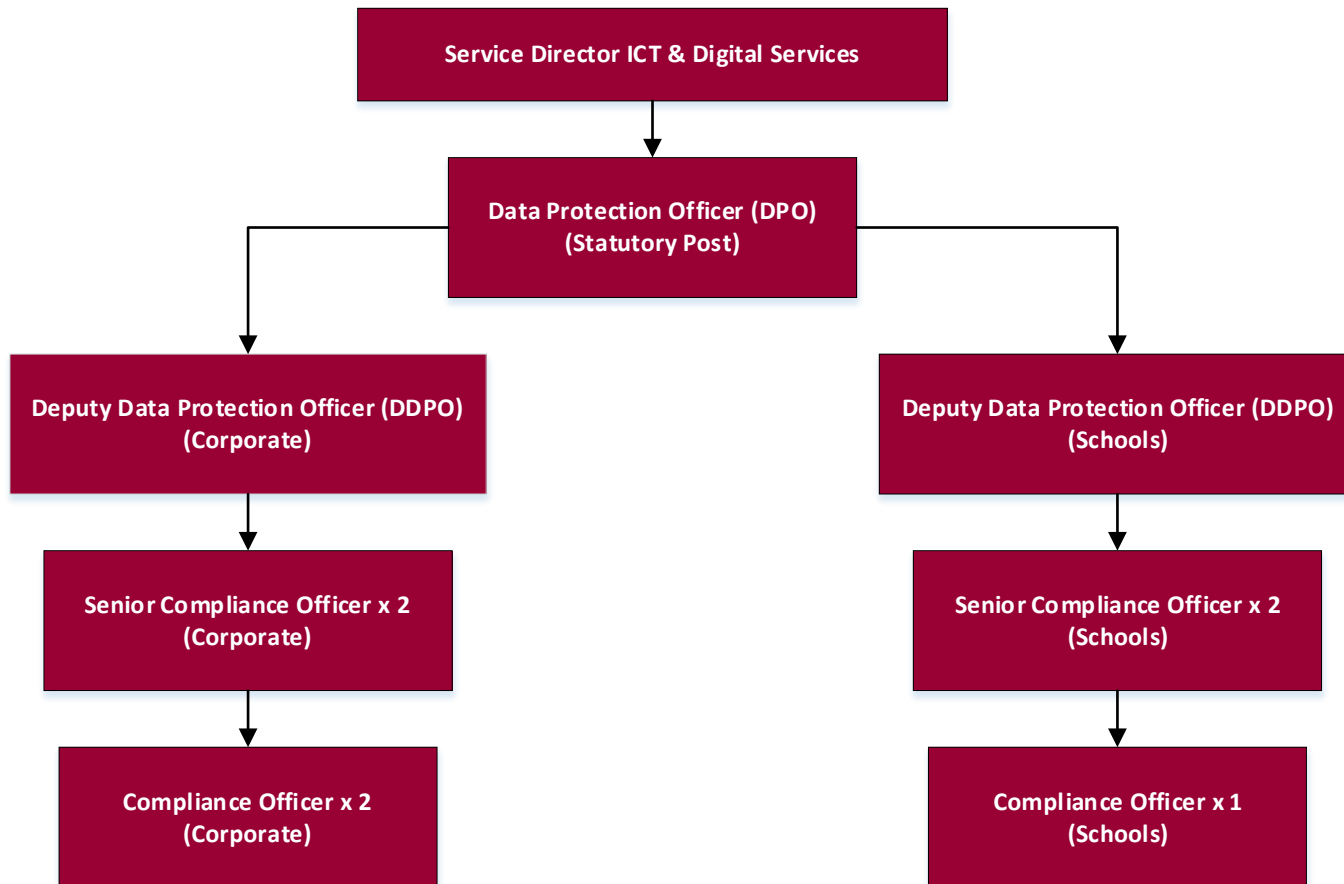 Service Director ICT & Digital Services
Data Protection Officer (DPO)
(Statutory Post)
Deputy Data Protection Officer (DDPO)
(Corporate)
Deputy Data Protection Officer (DDPO)
(Schools)
Senior Compliance Officer x 2
(Corporate)
Senior Compliance Officer x 2
(Schools)
Compliance Officer x 2
(Corporate)
Compliance Officer x 1
(Schools)